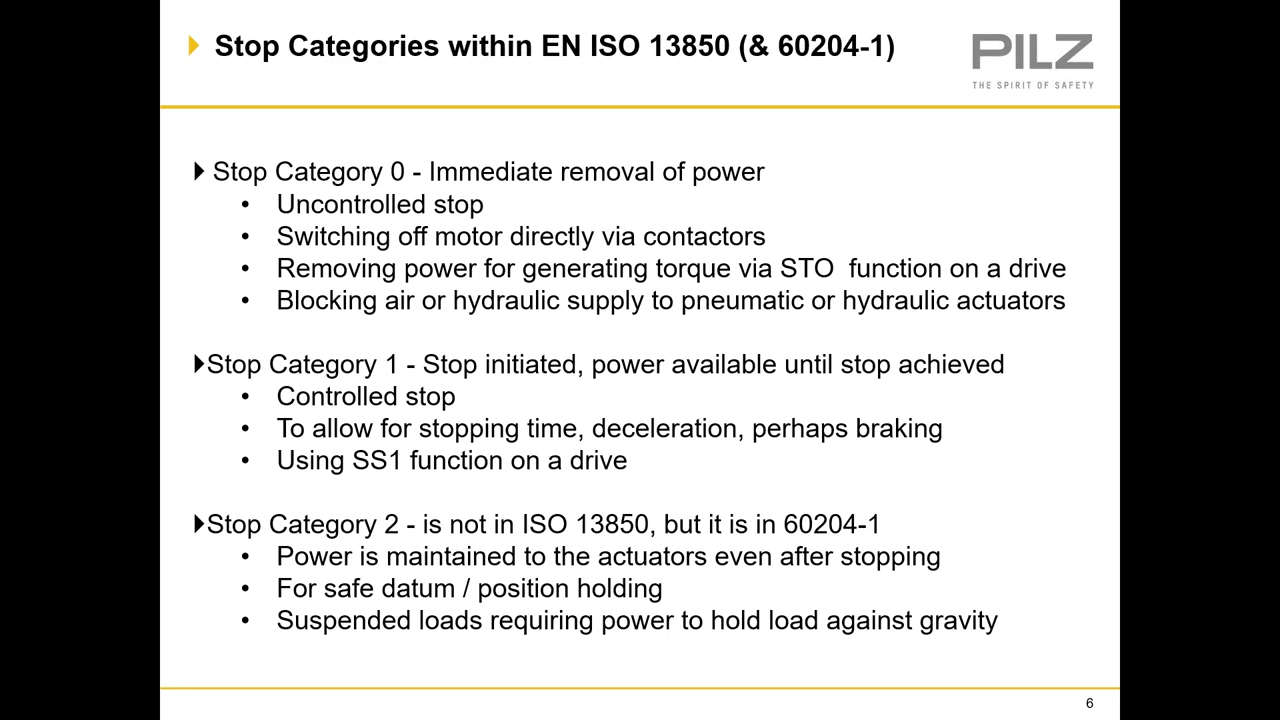 Stop Categories within EN ISO 13850 (& 60204-1)
PILZ
THE SPIRIT OF SAFETY
Stop Category 0 - Immediate removal of power
• Uncontrolled stop
• Switching off motor directly via contactors
• Removing power for generating torque via STO  function on a drive
• Blocking air or hydraulic supply to pneumatic or hydraulic actuators
Stop Category 1 - Stop initiated, power available until stop achieved
• Controlled stop
• To allow for stopping time, deceleration, perhaps braking
• Using SS1 function on a drive
Stop Category 2 - is not in ISO 13850, but it is in 60204-1
• Power is maintained to the actuators even after stopping
• For safe datum / position holding
• Suspended loads requiring power to hold load against gravity
6